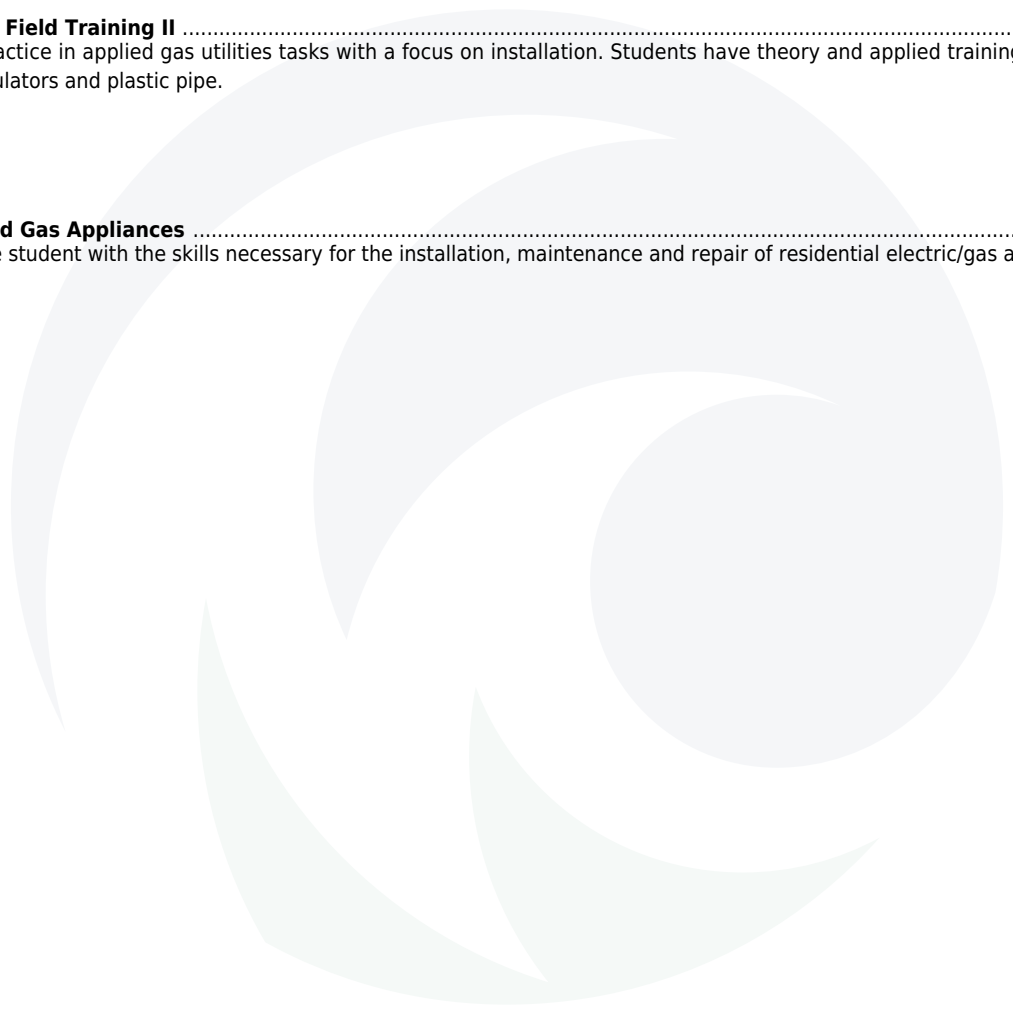 Field Training II ........................................................................................................................................
actice in applied gas utilities tasks with a focus on installation. Students have theory and applied training
ulators and plastic pipe.
d Gas Appliances ......................................................................................................................................
student with the skills necessary for the installation, maintenance and repair of residential electric/gas a